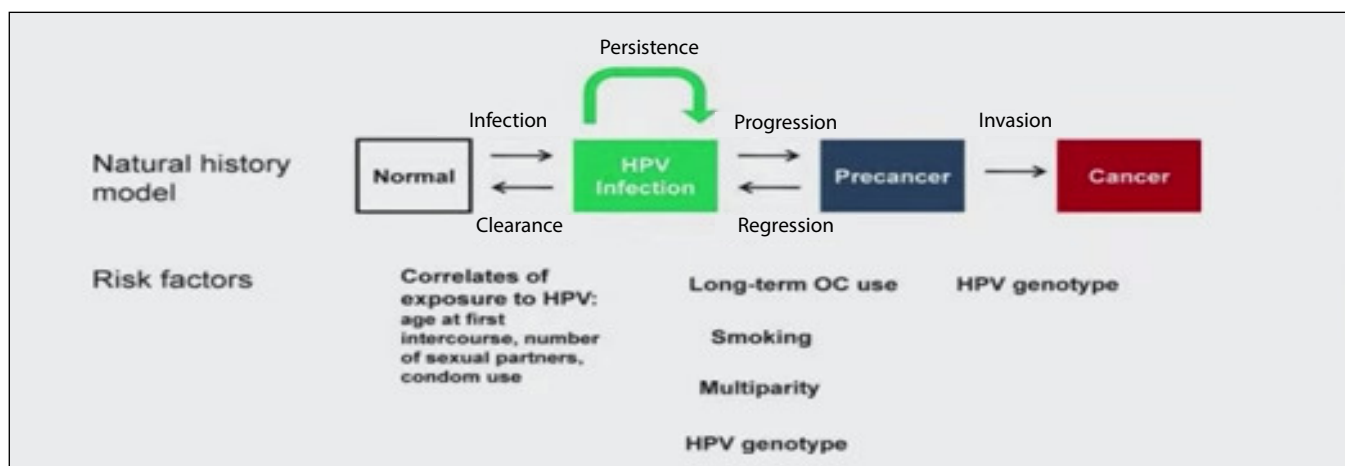 Persistence
Infection
Progression
Invasion
Natural history
model
Normal
HPV
Infection
Precancer
Cancer
Clearance
Regression
Risk factors
Correlates of
exposure to HPV:
age at first
intercourse, number
of sexual partners,
condom use
Long-term OC use
Smoking
Multiparity
HPV genotype
HPV genotype